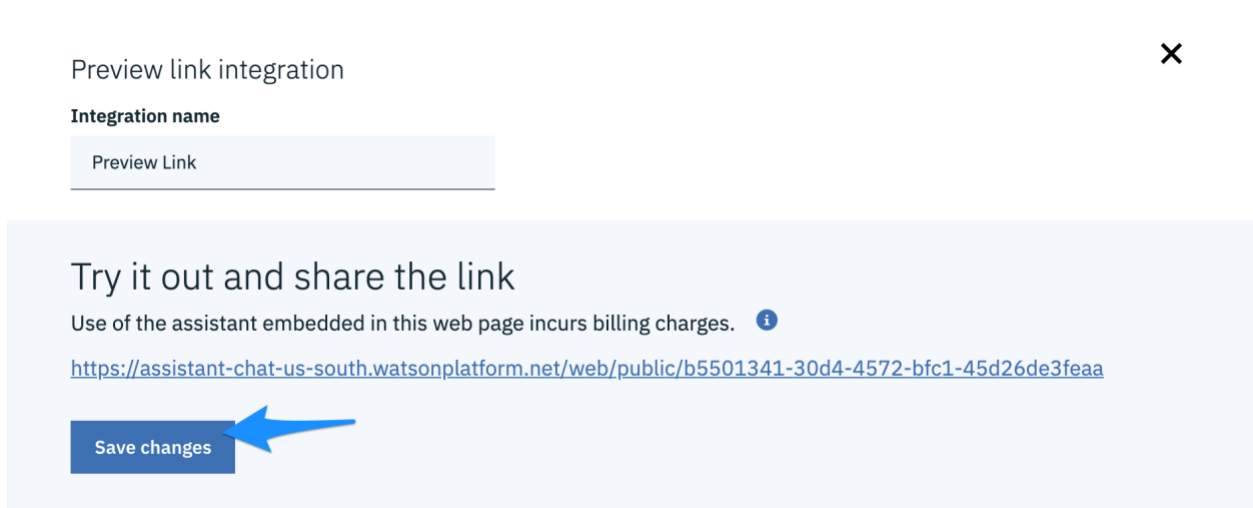 Preview link integration
Integration name
Preview Link
Try it out and share the link
Use of the assistant embedded in this web page incurs billing charges.
https://assistant-chat-us-south.watsonplatform.net/web/public/b5501341-30d4-4572-bfc1-45d26de3feaa
Save changes